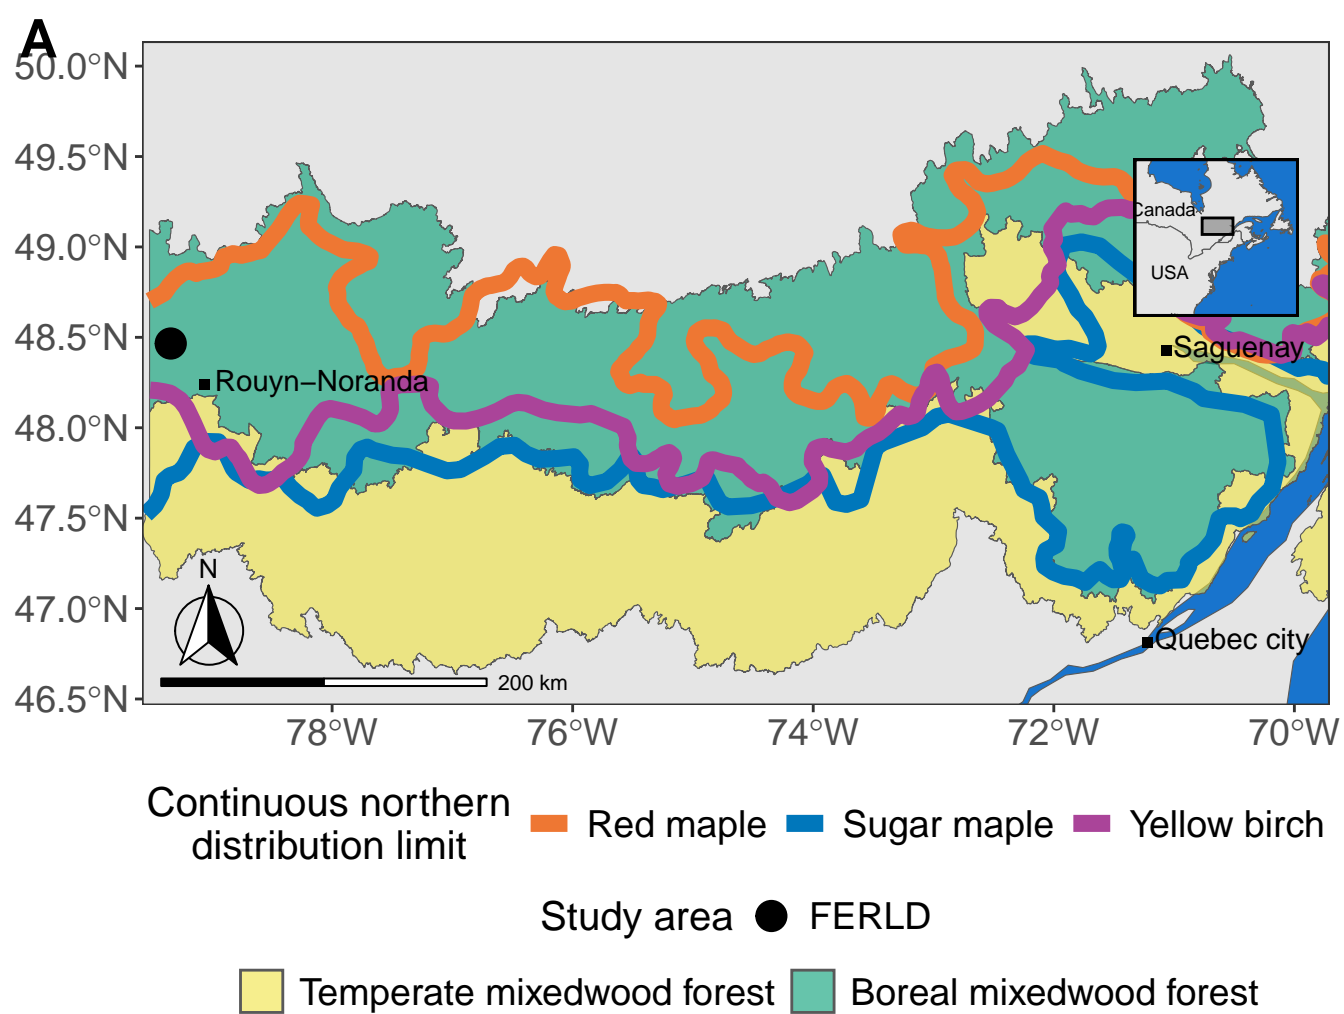 A
50.0°N
49.5°N
49.0°N
48.5°N
48.0°N
47.5°N
47.0°N
46.5°N
Canada
USA
Saguenay
Rouyn−Noranda
Quebec city
N
200 km
78°W
76°W
74°W
72°W
70°W
Continuous northern
distribution limit
Red maple
Sugar maple
Yellow birch
Study area
FERLD
Temperate mixedwood forest
Boreal mixedwood forest